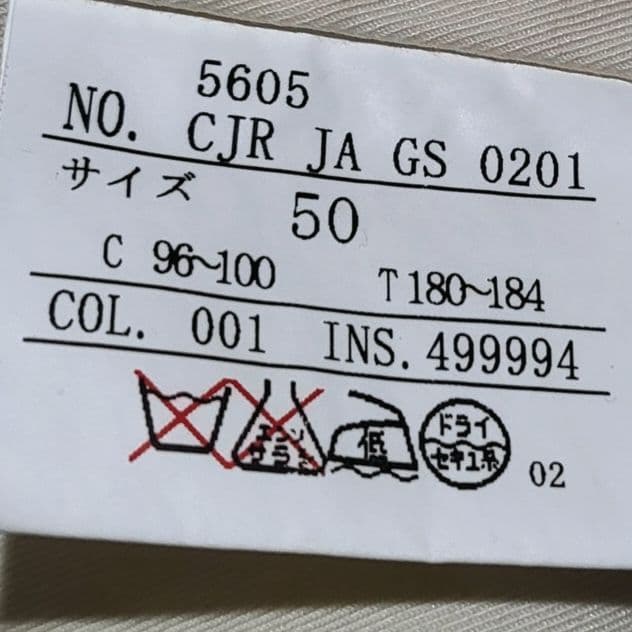 5605
NO. CJR JA GS 0201
サイズ 50
C 96~100 T180~184
COL. 001 INS. 499994
エンソ
サラシ
低
ドライ
セキユ系
02